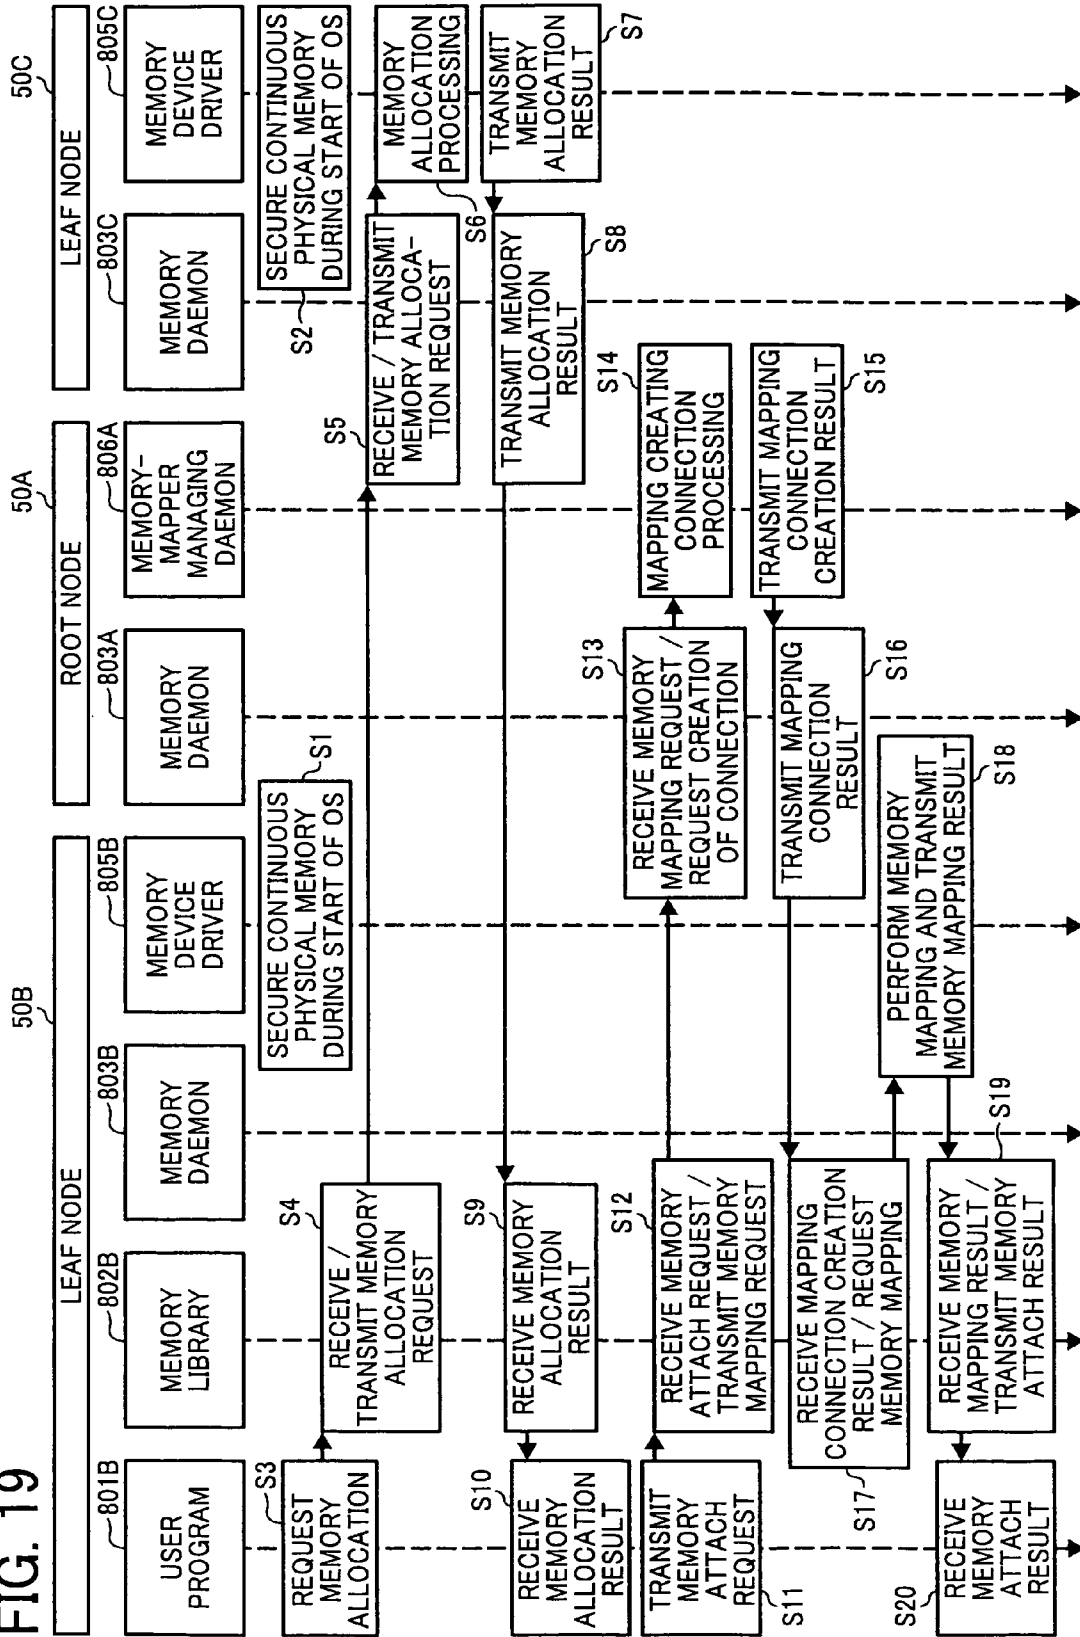 FIG. 19
50B
LEAF NODE
50A
ROOT NODE
50C
LEAF NODE
801B
USER
PROGRAM
802B
MEMORY
LIBRARY
803B
MEMORY
DAEMON
805B
MEMORY
DEVICE
DRIVER
803A
MEMORY
DAEMON
806A
MEMORY-
MAPPER
MANAGING
DAEMON
803C
MEMORY
DAEMON
805C
MEMORY
DEVICE
DRIVER
S1
SECURE CONTINUOUS
PHYSICAL MEMORY
DURING START OF OS
S2
SECURE CONTINUOUS
PHYSICAL MEMORY
DURING START OF OS
S3
REQUEST
MEMORY
ALLOCATION
S4
RECEIVE /
TRANSMIT MEMORY
ALLOCATION
REQUEST
S5
RECEIVE / TRANSMIT
MEMORY ALLOCA-
TION REQUEST
S6
MEMORY
ALLOCATION
PROCESSING
S7
TRANSMIT
MEMORY
ALLOCATION
RESULT
S8
TRANSMIT MEMORY
ALLOCATION
RESULT
S9
RECEIVE MEMORY
ALLOCATION
RESULT
S10
RECEIVE
MEMORY
ALLOCATION
RESULT
S11
TRANSMIT
MEMORY
ATTACH
REQUEST
S12
RECEIVE MEMORY
ATTACH REQUEST /
TRANSMIT MEMORY
MAPPING REQUEST
S13
RECEIVE MEMORY
MAPPING REQUEST /
REQUEST CREATION
OF CONNECTION
S14
MAPPING CREATING
CONNECTION
PROCESSING
S15
TRANSMIT MAPPING
CONNECTION
CREATION RESULT
S16
TRANSMIT MAPPING
CONNECTION
RESULT
S17
RECEIVE MAPPING
CONNECTION CREATION
RESULT / REQUEST
MEMORY MAPPING
S18
PERFORM MEMORY
MAPPING AND TRANSMIT
MEMORY MAPPING RESULT
S19
RECEIVE MEMORY
MAPPING RESULT /
TRANSMIT MEMORY
ATTACH RESULT
S20
RECEIVE
MEMORY
ATTACH
RESULT